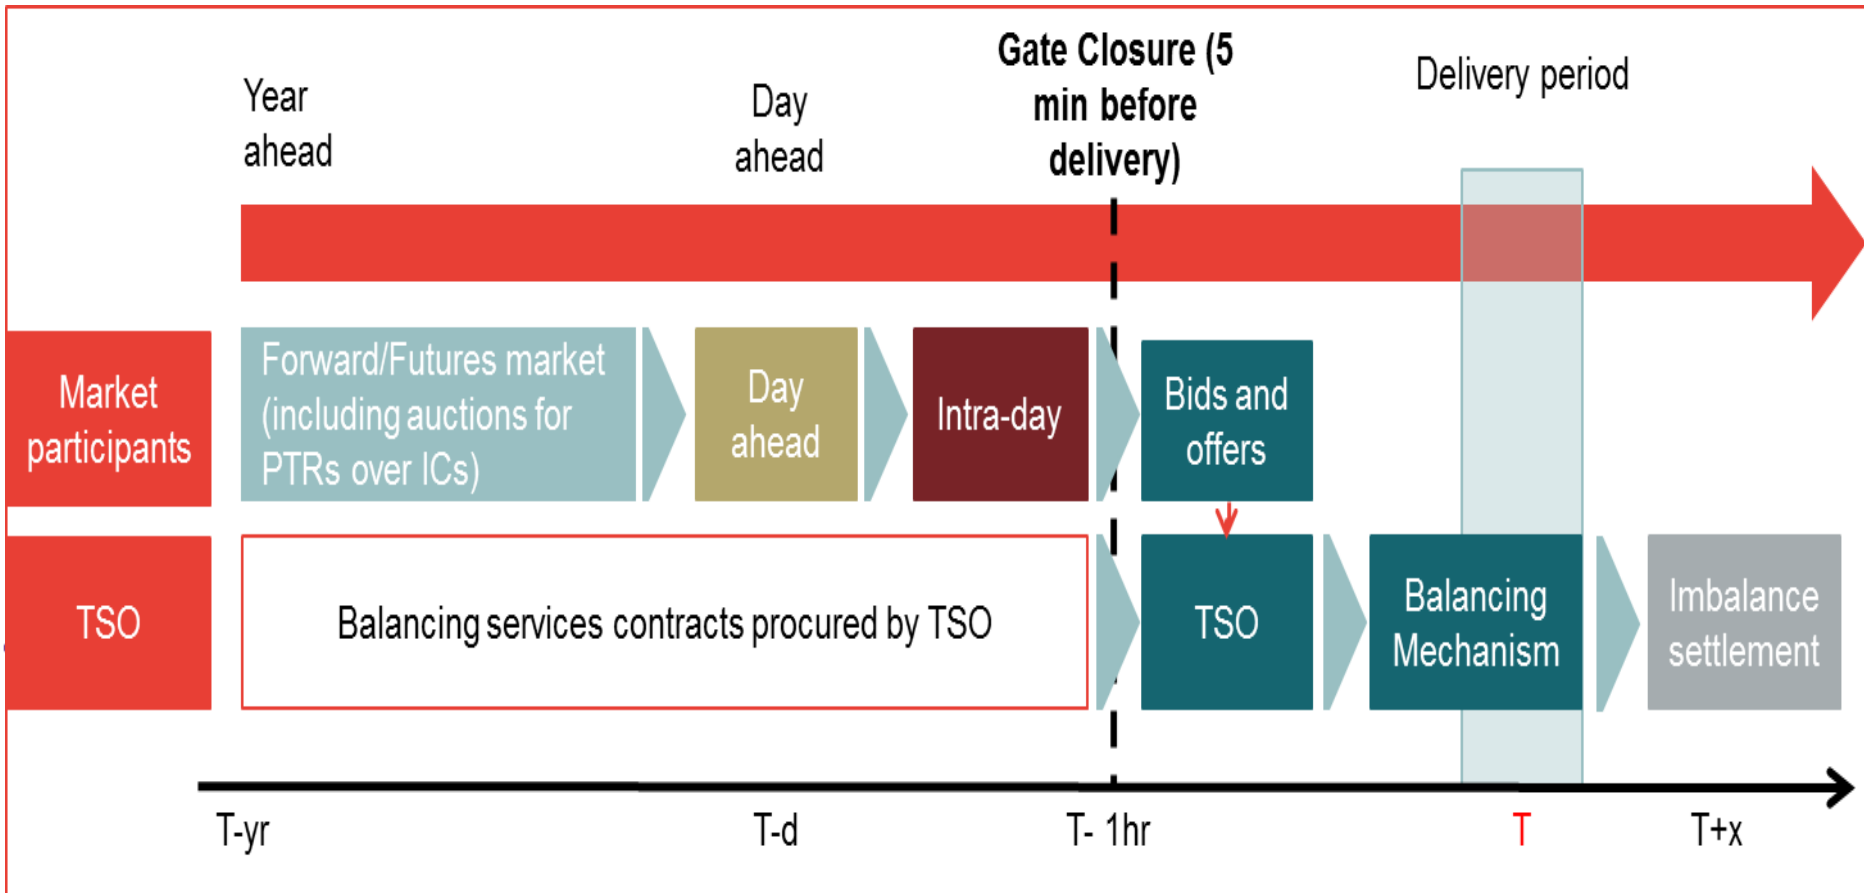 Year
ahead
Day
ahead
Gate Closure (5
min before
delivery)
Delivery period
Market
participants
Forward/Futures market
(including auctions for
PTRs over ICs)
Day
ahead
Intra-day
Bids and
offers
TSO
Balancing services contracts procured by TSO
TSO
Balancing
Mechanism
Imbalance
settlement
T-yr
T-d
T- 1hr
T
T+x